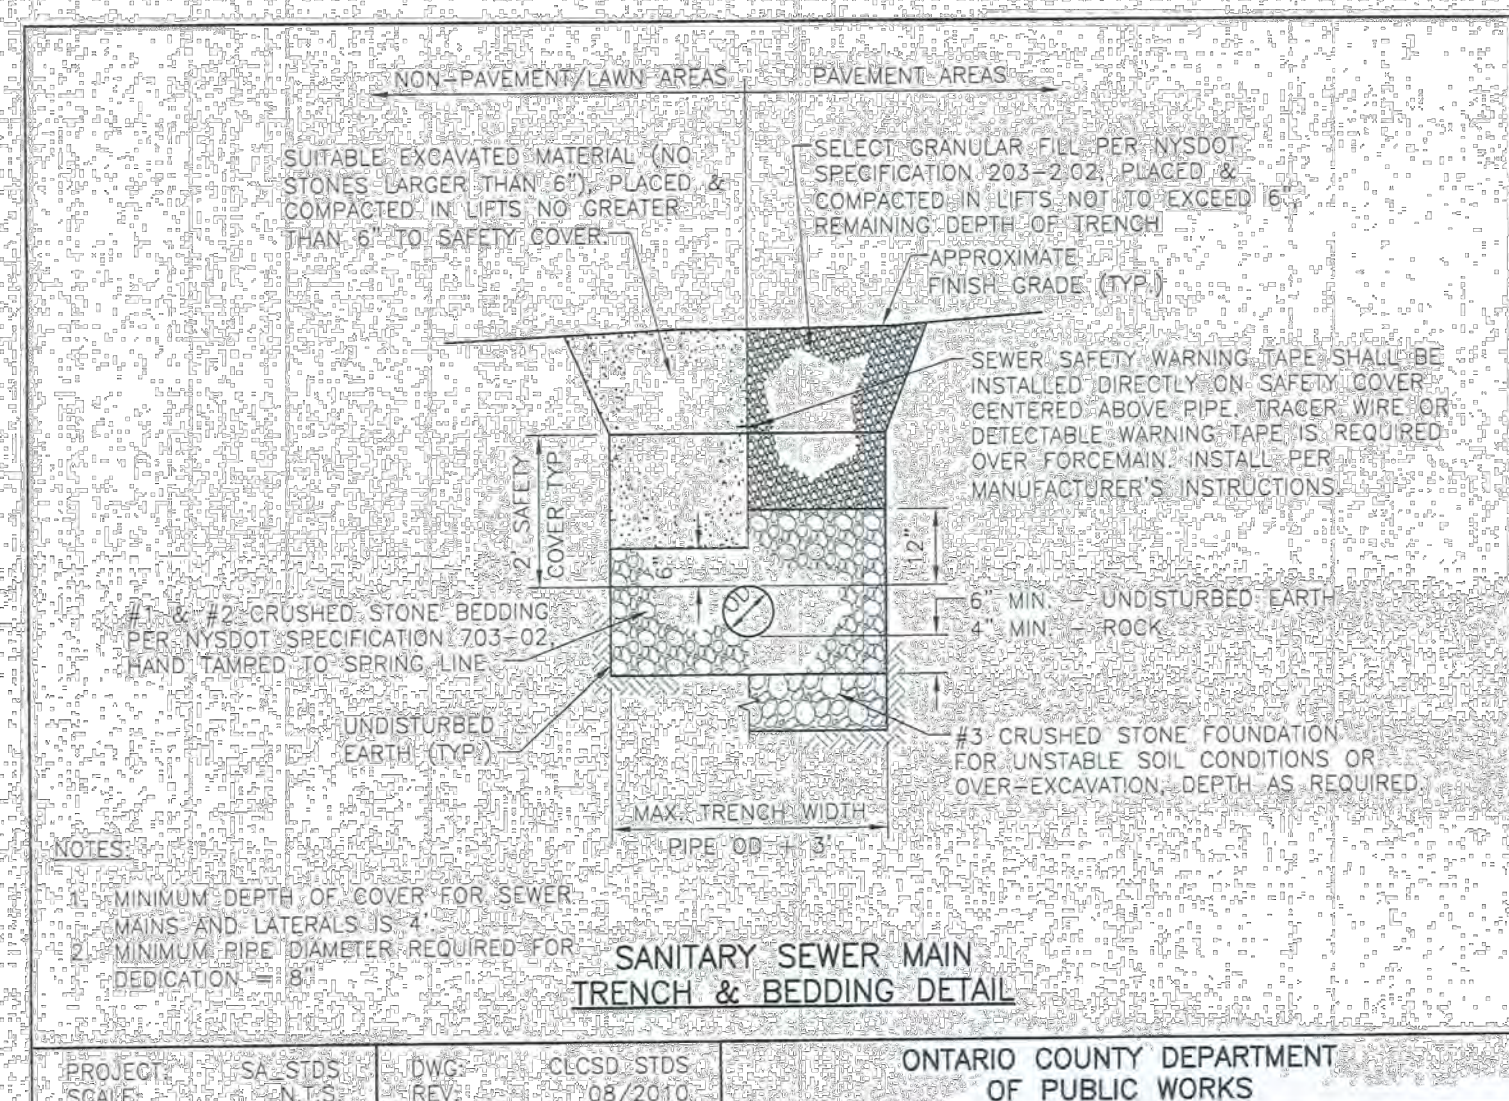 NON-PAVEMENT/LAWN AREAS
PAVEMENT AREAS
SUITABLE EXCAVATED MATERIAL (NO
STONES LARGER THAN 6"), PLACED &
COMPACTED IN LIFTS NO GREATER
THAN 6" TO SAFETY COVER.
SELECT GRANULAR FILL PER NYSDOT
SPECIFICATION 203-2.02, PLACED &
COMPACTED IN LIFTS NOT TO EXCEED 6",
REMAINING DEPTH OF TRENCH
APPROXIMATE
FINISH GRADE (TYP.)
SEWER SAFETY WARNING TAPE SHALL BE
INSTALLED DIRECTLY ON SAFETY COVER
CENTERED ABOVE PIPE. TRACER WIRE OR
DETECTABLE WARNING TAPE IS REQUIRED
OVER FORCEMAIN. INSTALL PER
MANUFACTURER'S INSTRUCTIONS.
2' SAFETY
COVER TYP.
6"
12"
OD
#1 & #2 CRUSHED STONE BEDDING
PER NYSDOT SPECIFICATION 703-02
HAND TAMPED TO SPRING LINE
6" MIN. - UNDISTURBED EARTH
4" MIN. - ROCK
UNDISTURBED
EARTH (TYP.)
#3 CRUSHED STONE FOUNDATION
FOR UNSTABLE SOIL CONDITIONS OR
OVER-EXCAVATION, DEPTH AS REQUIRED.
MAX. TRENCH WIDTH
PIPE OD + 3'
NOTES:
1. MINIMUM DEPTH OF COVER FOR SEWER
MAINS AND LATERALS IS 4'
2. MINIMUM PIPE DIAMETER REQUIRED FOR
DEDICATION = 8"
SANITARY SEWER MAIN
TRENCH & BEDDING DETAIL
PROJECT: SA_STDS
SCALE: N.T.S.
DWG: CLCSD STDS
REV: 08/2010
ONTARIO COUNTY DEPARTMENT
OF PUBLIC WORKS